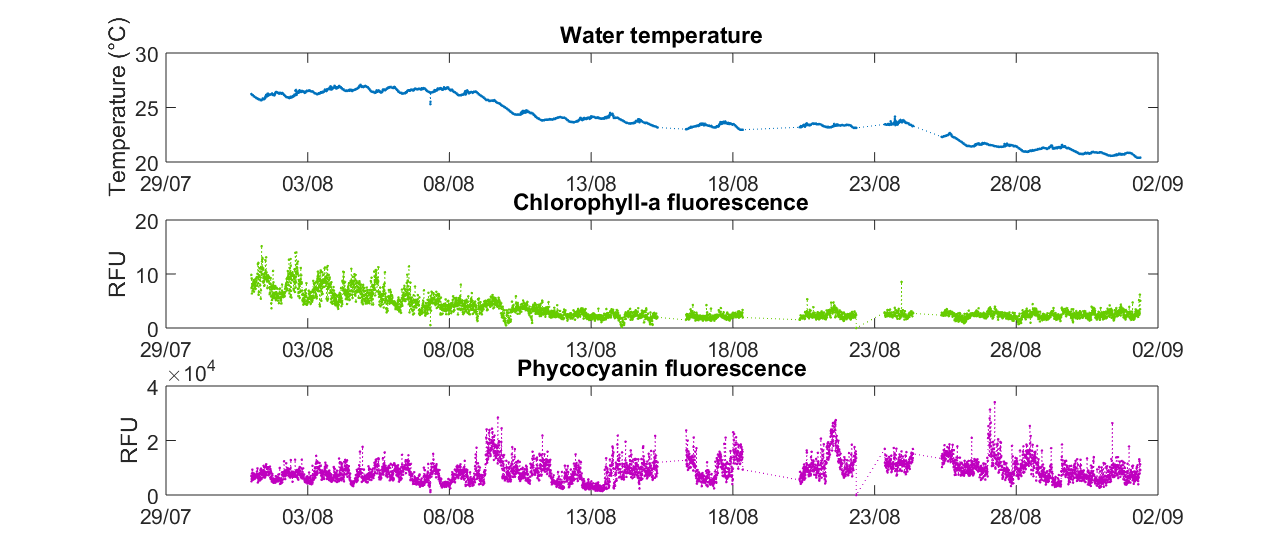 Water temperature
Temperature (°C)
30
25
20
29/07 03/08 08/08 13/08 18/08 23/08 28/08 02/09
Chlorophyll-a fluorescence
RFU
20
10
0
29/07 03/08 08/08 13/08 18/08 23/08 28/08 02/09
Phycocyanin fluorescence
×10⁴
RFU
4
2
0
29/07 03/08 08/08 13/08 18/08 23/08 28/08 02/09